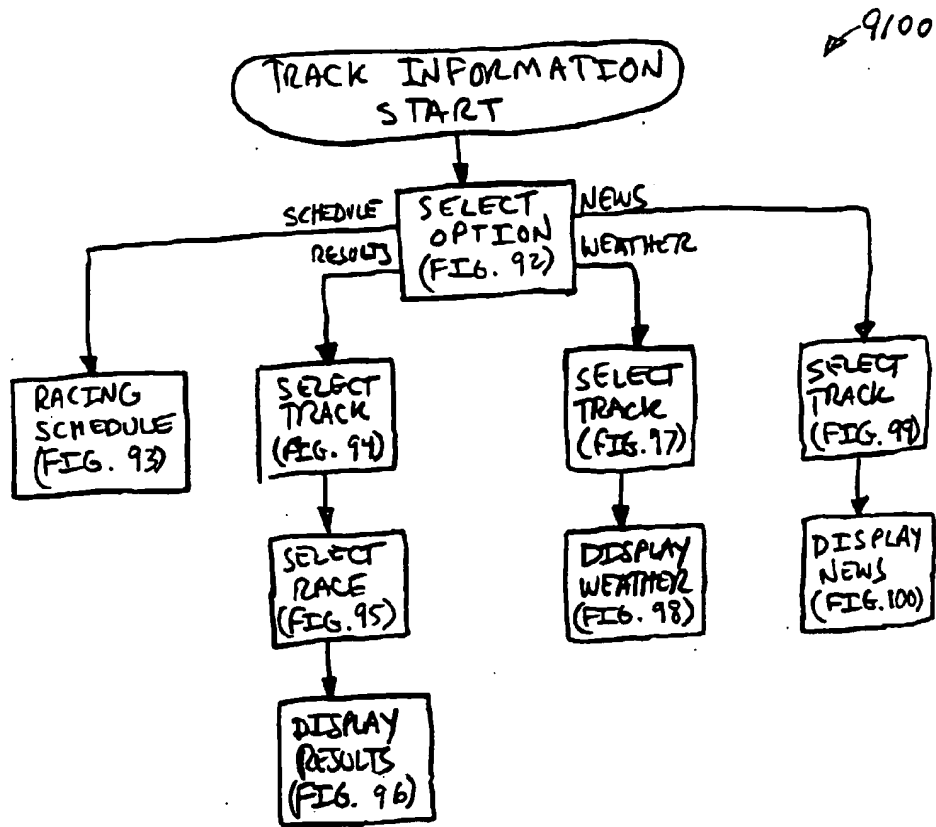 9100
TRACK INFORMATION
START
SELECT
OPTION
(FIG. 92)
SCHEDULE
RESULTS
NEWS
WEATHER
RACING
SCHEDULE
(FIG. 93)
SELECT
TRACK
(FIG. 94)
SELECT
RACE
(FIG. 95)
DISPLAY
RESULTS
(FIG. 96)
SELECT
TRACK
(FIG. 97)
DISPLAY
WEATHER
(FIG. 98)
SELECT
TRACK
(FIG. 99)
DISPLAY
NEWS
(FIG. 100)